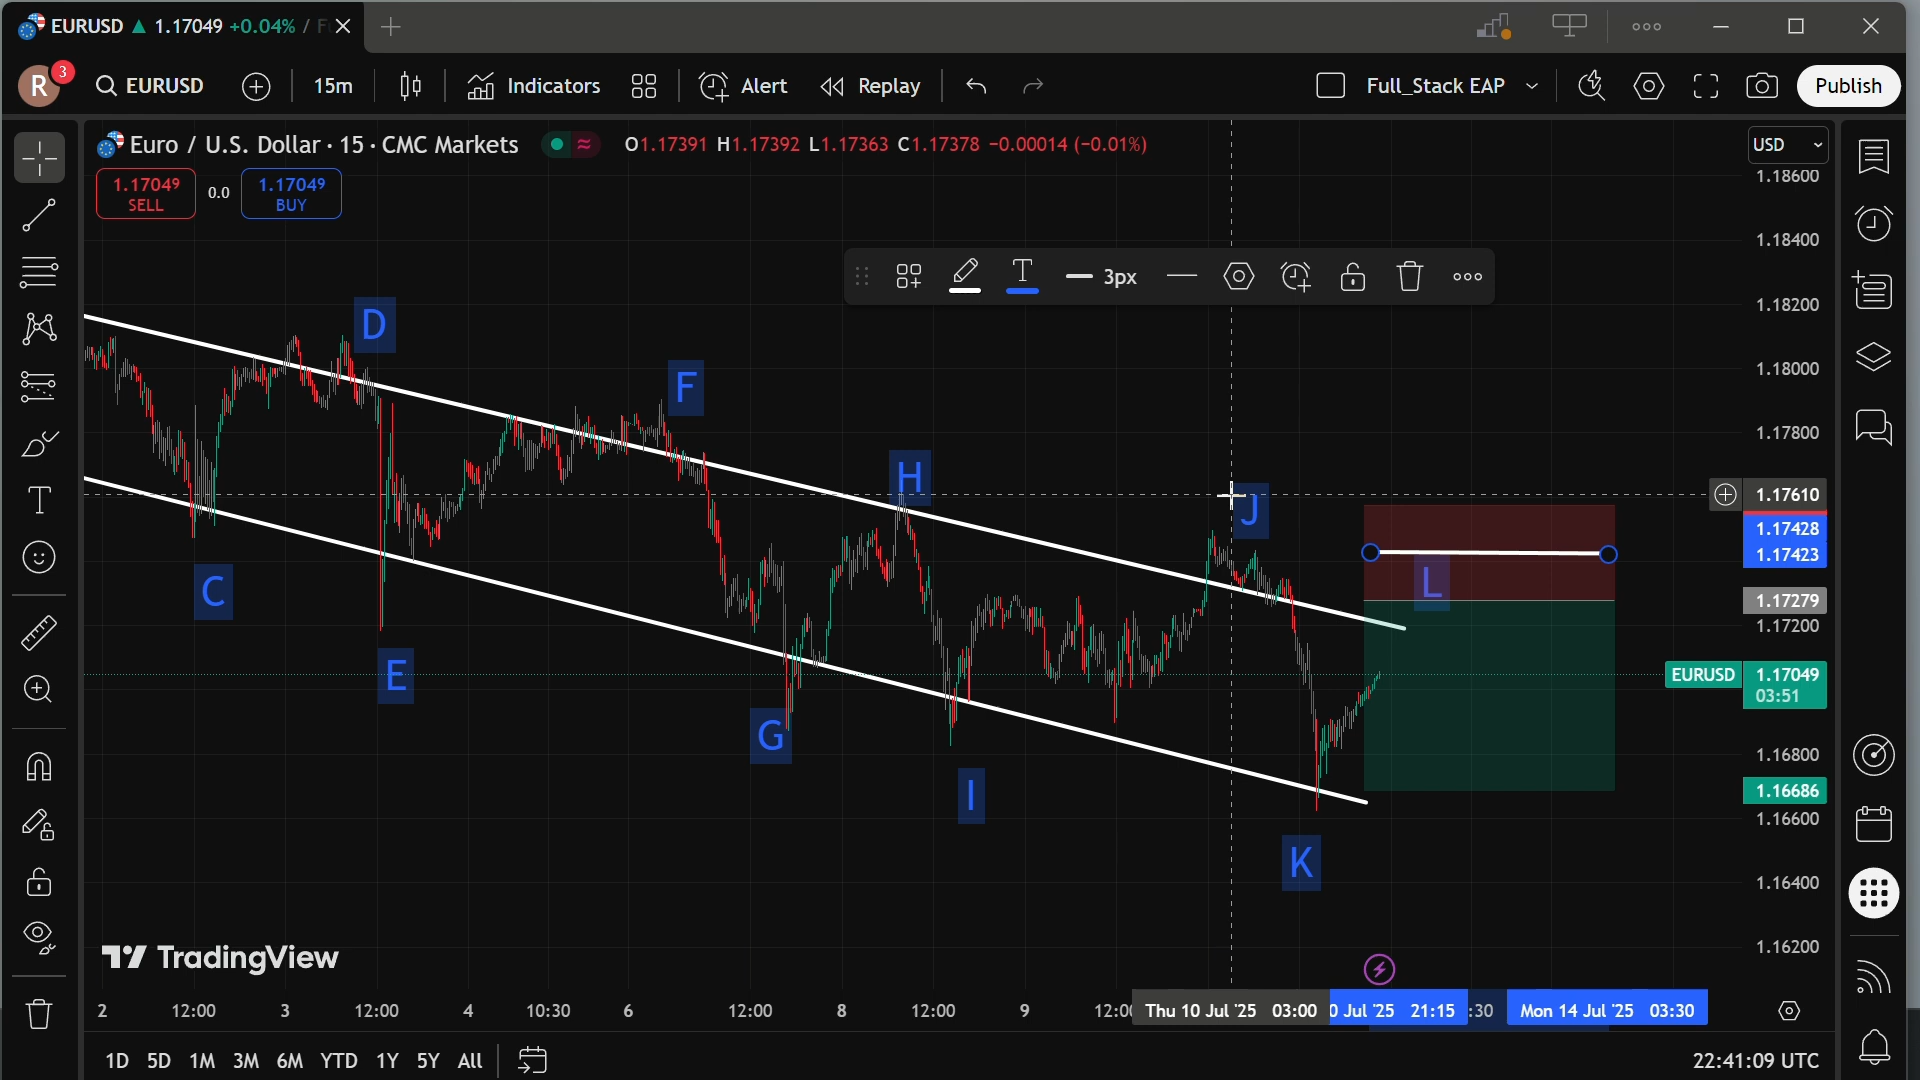 EURUSD ▲ 1.17049 +0.04% /
R
3
EURUSD
15m
Indicators
Alert
Replay
Full_Stack EAP
Publish
Euro / U.S. Dollar · 15 · CMC Markets
O1.17391 H1.17392 L1.17363 C1.17378 −0.00014 (−0.01%)
USD
1.17049
SELL
0.0
1.17049
BUY
T
3px
1.18600
1.18400
1.18200
1.18000
1.17800
1.17610
1.17428
1.17423
1.17279
1.17200
EURUSD
1.17049
03:51
1.16800
1.16686
1.16600
1.16400
1.16200
D
F
H
J
L
C
E
G
I
K
TradingView
2
12:00
3
12:00
4
10:30
6
12:00
8
12:00
9
Thu 10 Jul '25 03:00
Jul '25 21:15
:30
Mon 14 Jul '25 03:30
1D 5D 1M 3M 6M YTD 1Y 5Y All
22:41:09 UTC